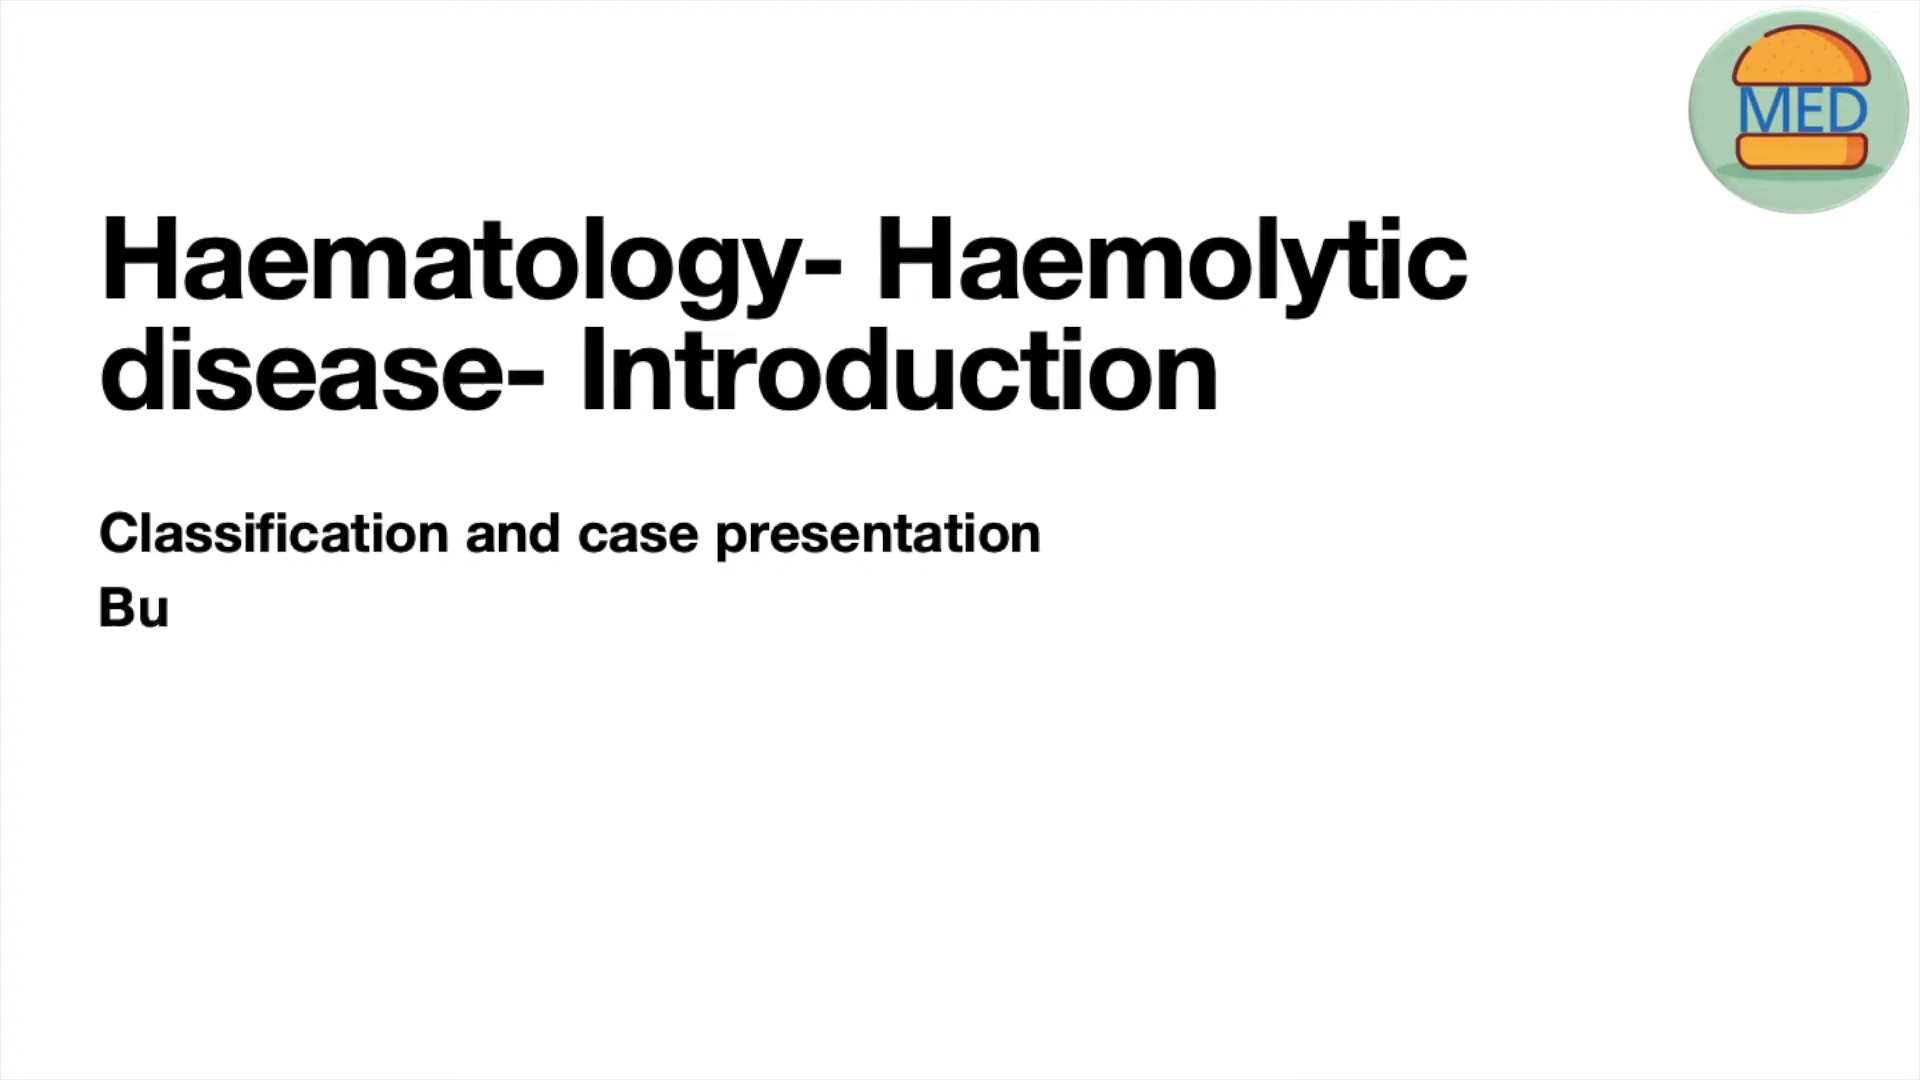 MED
Haematology- Haemolytic
disease- Introduction
Classification and case presentation
Bu